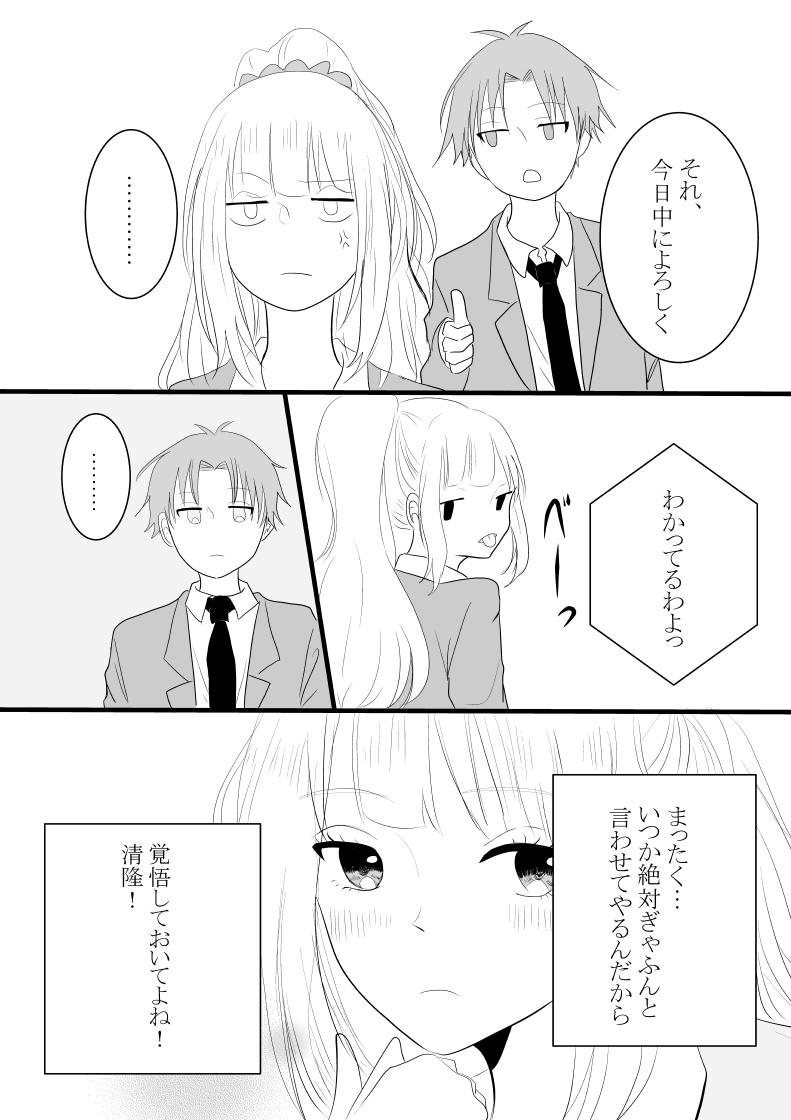 それ、
今日中によろしく
…………
わかってるわよっ
べーっ
………
まったく…
いつか絶対ぎゃふんと
言わせてやるんだから
覚悟しておいてよね！
清隆！